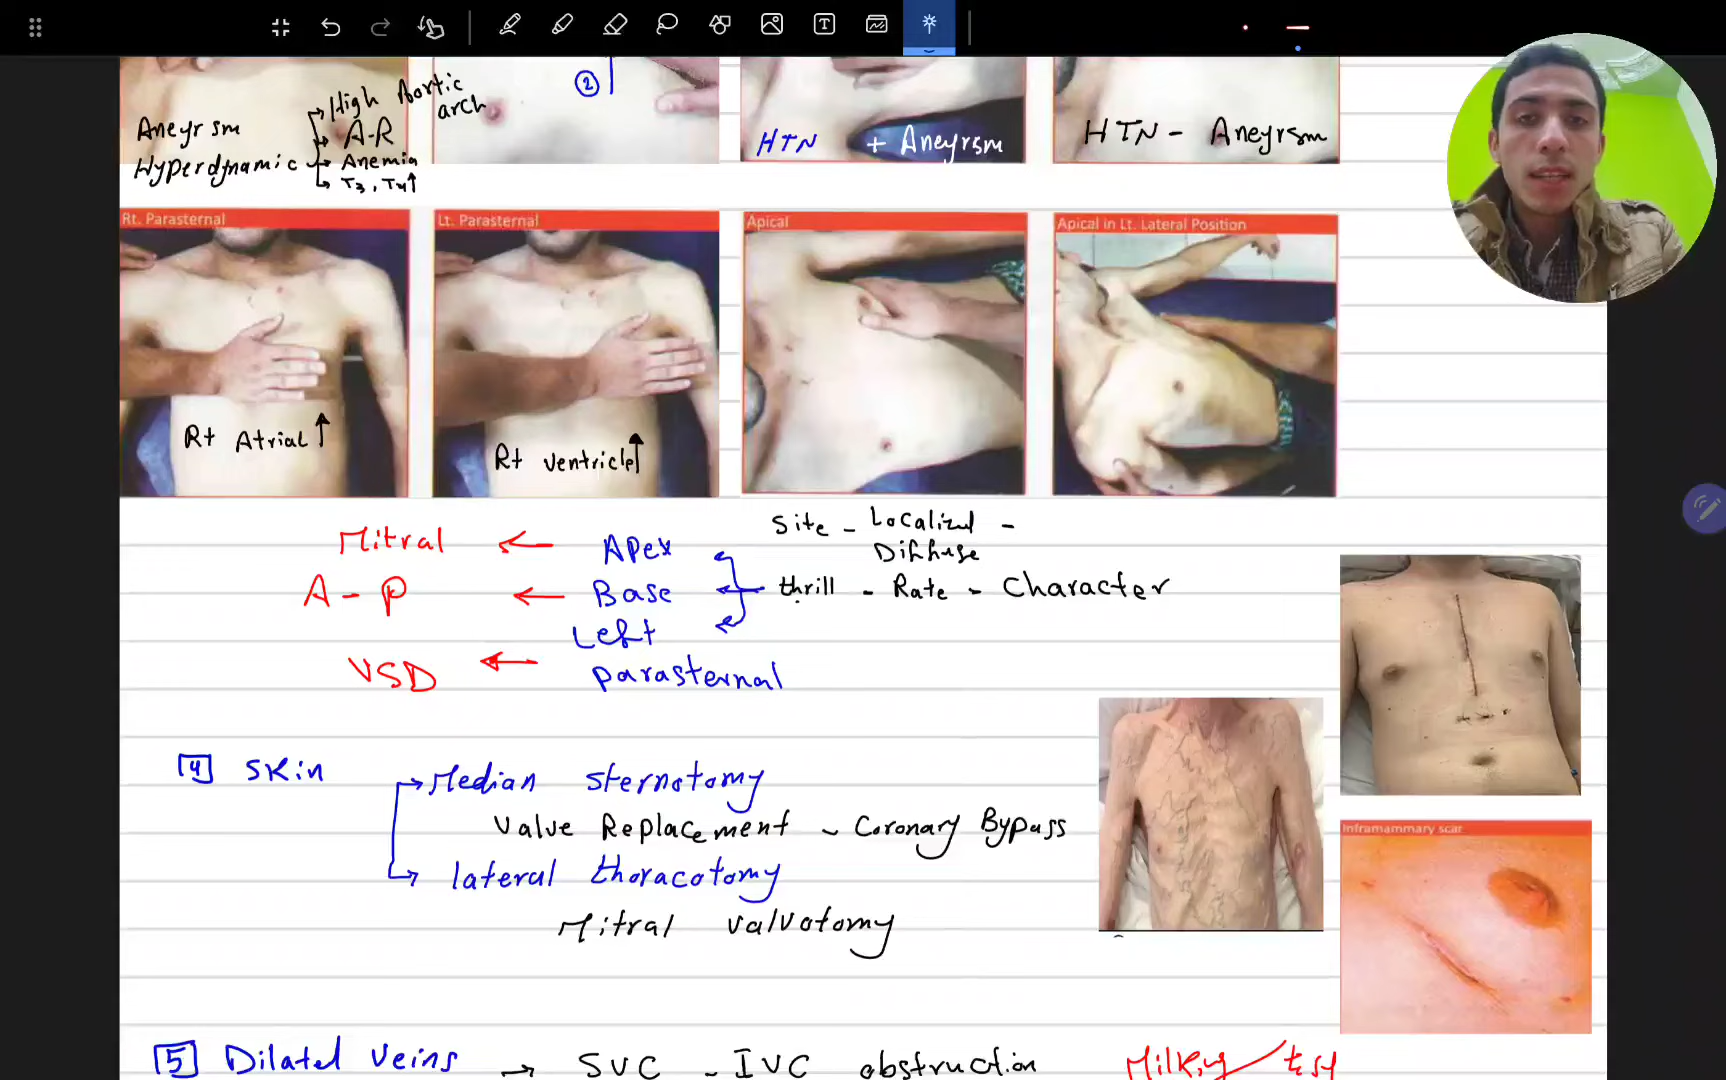 High Aortic
arch
Aneyrsm
A-R
Hyperdynamic
Anemia
T3, T4↑
②
HTN + Aneyrsm
HTN - Aneyrsm
Rt. Parasternal
Lt. Parasternal
Apical
Apical in Lt. Lateral Position
Rt Atrial ↑
Rt ventricle ↑
Site - Localized -
Diffuse
Mitral ← Apex
A - P ← Base ← thrill - Rate - Character
Left
VSD ← parasternal
[4] Skin
→ Median sternotomy
Valve Replacement - Coronary Bypass
→ lateral thoracotomy
Mitral valvotomy
Inframammary scar
[5] Dilated veins → SVC - IVC obstruction Milky test